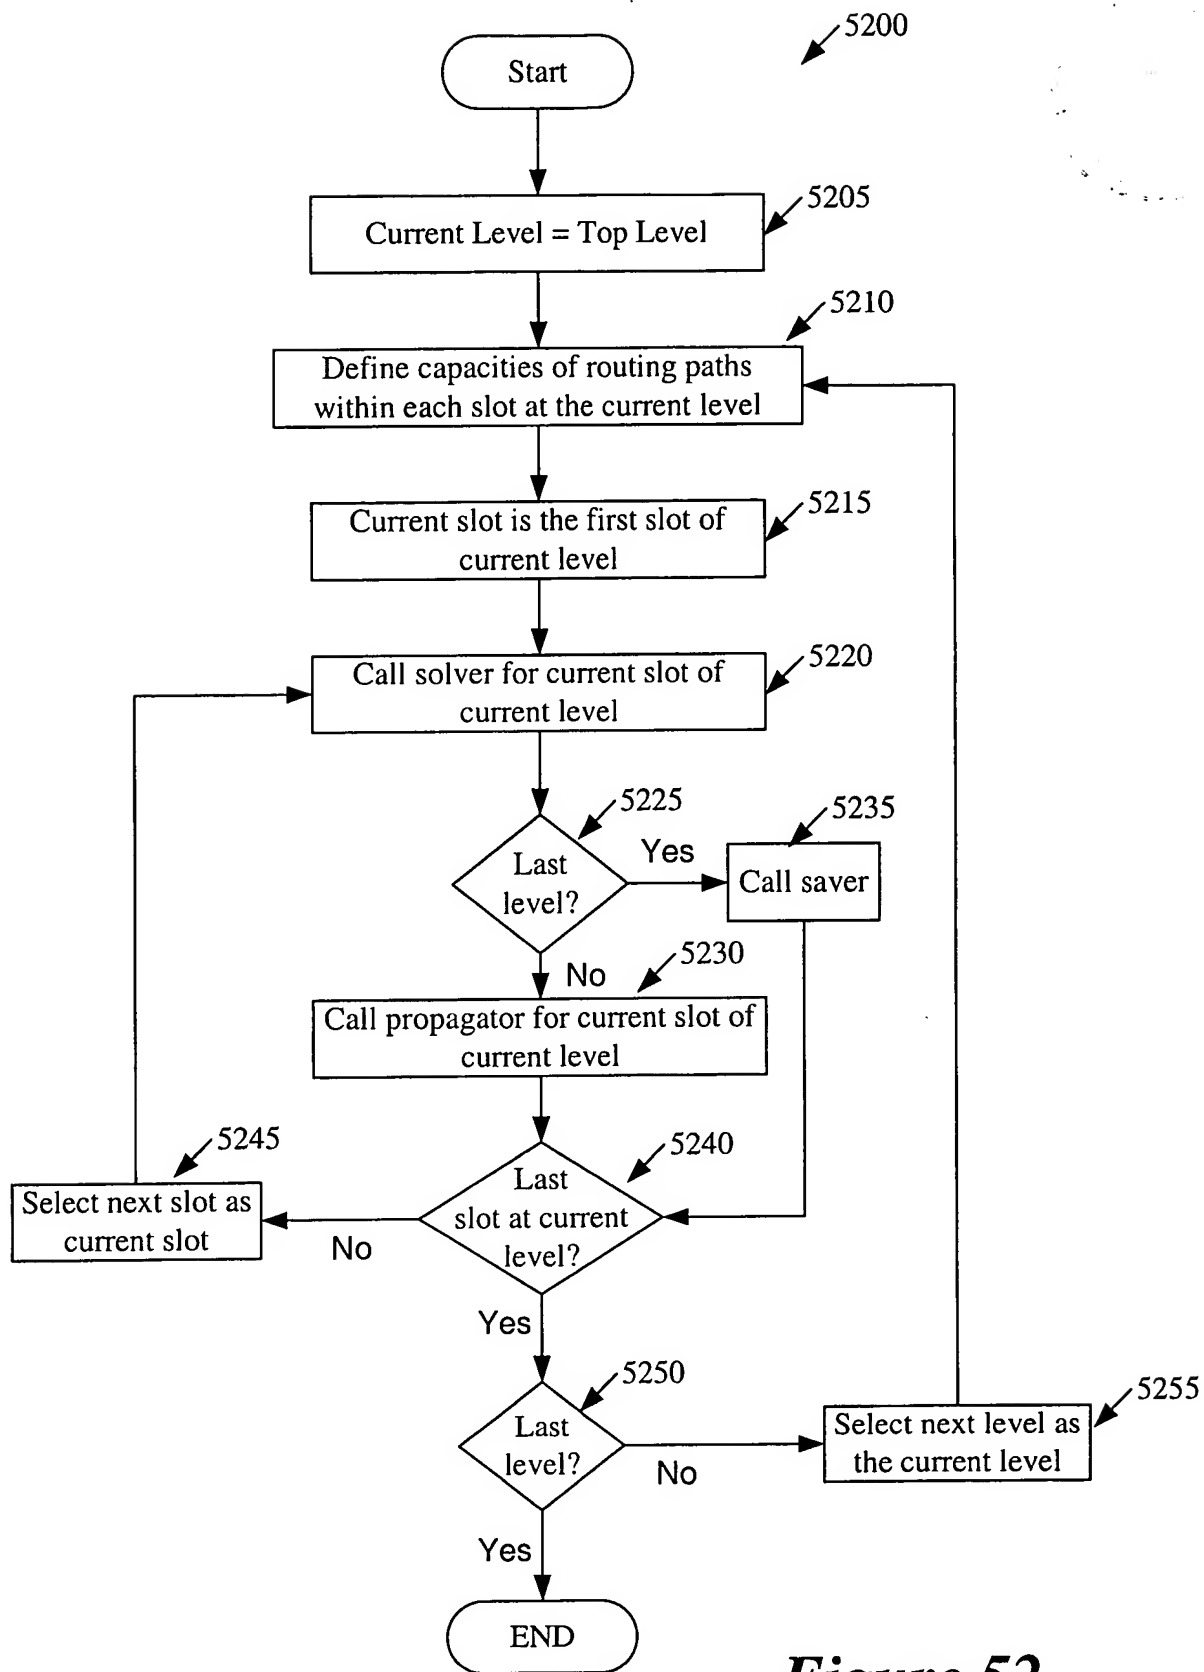 5200
Start
5205
Current Level = Top Level
5210
Define capacities of routing paths
within each slot at the current level
5215
Current slot is the first slot of
current level
5220
Call solver for current slot of
current level
5225
5235
Last
level?
Yes
Call saver
No
5230
Call propagator for current slot of
current level
5245
5240
Select next slot as
current slot
Last
slot at current
level?
No
Yes
5250
5255
Last
level?
No
Select next level as
the current level
Yes
END
Figure 52